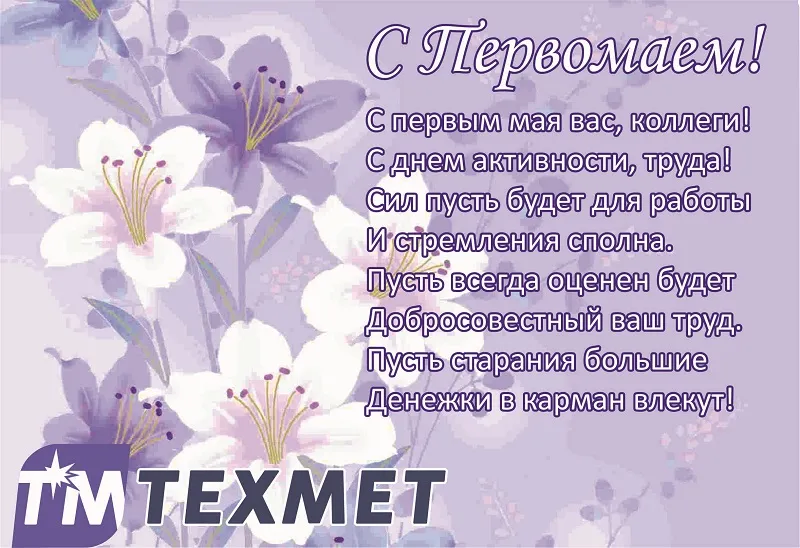 С Первомаем!
С первым мая вас, коллеги!
С днем активности, труда!
Сил пусть будет для работы
И стремления сполна.
Пусть всегда оценен будет
Добросовестный ваш труд.
Пусть старания большие
Денежки в карман влекут!
ТМ ТЕХМЕТ